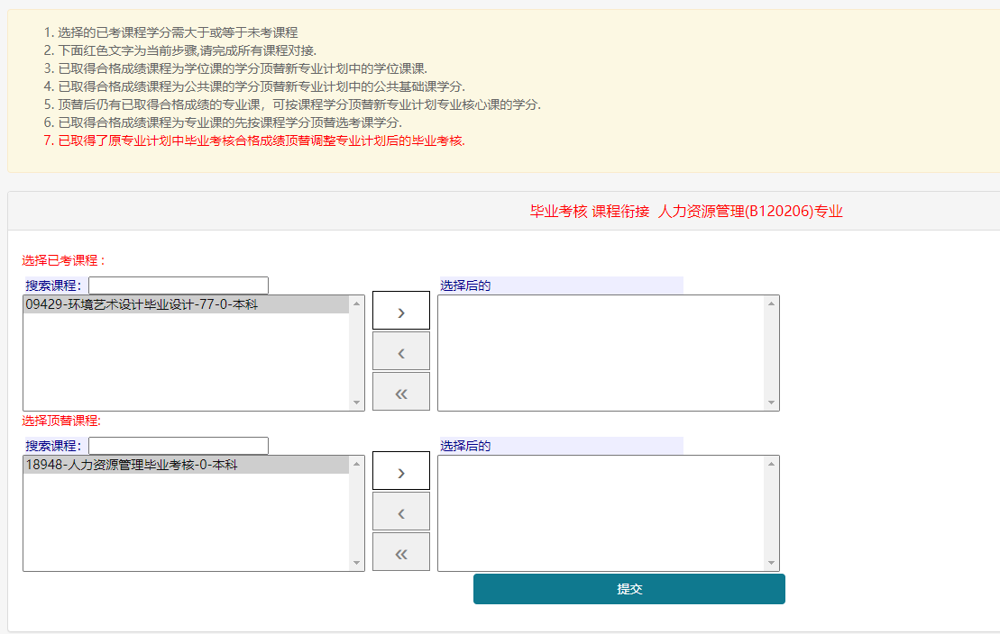 1. 选择的已考课程学分需大于或等于未考课程
2. 下面红色文字为当前步骤,请完成所有课程对接.
3. 已取得合格成绩课程为学位课的学分顶替新专业计划中的学位课课.
4. 已取得合格成绩课程为公共课的学分顶替新专业计划中的公共基础课学分.
5. 顶替后仍有已取得合格成绩的专业课，可按课程学分顶替新专业计划专业核心课的学分.
6. 已取得合格成绩课程为专业课的先按课程学分顶替选考课学分.
7. 已取得了原专业计划中毕业考核合格成绩顶替调整专业计划后的毕业考核.
毕业考核 课程衔接 人力资源管理(B120206)专业
选择已考课程 :
搜索课程：
选择后的
09429-环境艺术设计毕业设计-77-0-本科
›
‹
«
选择顶替课程:
搜索课程：
选择后的
18948-人力资源管理毕业考核-0-本科
›
‹
«
提交